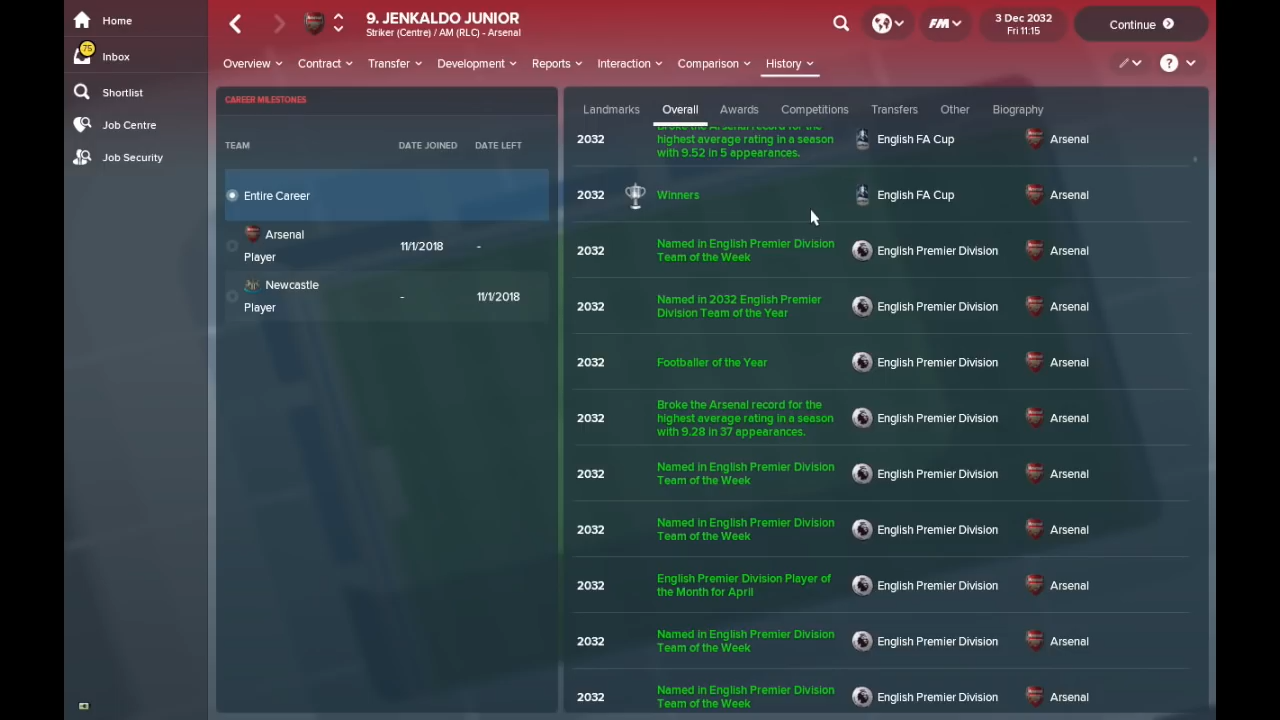 Home
75
Inbox
Shortlist
Job Centre
Job Security
9. JENKALDO JUNIOR
Striker (Centre) / AM (RLC) - Arsenal
FM
3 Dec 2032
Fri 11:15
Continue
Overview
Contract
Transfer
Development
Reports
Interaction
Comparison
History
?
CAREER MILESTONES
TEAM DATE JOINED DATE LEFT
Entire Career
Arsenal
Player
11/1/2018 -
Newcastle
Player
- 11/1/2018
Landmarks Overall Awards Competitions Transfers Other Biography
Broke the Arsenal record for the
2032 highest average rating in a season English FA Cup Arsenal
with 9.52 in 5 appearances.
2032 Winners English FA Cup Arsenal
Named in English Premier Division
2032 Team of the Week English Premier Division Arsenal
Named in 2032 English Premier
2032 Division Team of the Year English Premier Division Arsenal
2032 Footballer of the Year English Premier Division Arsenal
Broke the Arsenal record for the
2032 highest average rating in a season English Premier Division Arsenal
with 9.28 in 37 appearances.
Named in English Premier Division
2032 Team of the Week English Premier Division Arsenal
Named in English Premier Division
2032 Team of the Week English Premier Division Arsenal
English Premier Division Player of
2032 the Month for April English Premier Division Arsenal
Named in English Premier Division
2032 Team of the Week English Premier Division Arsenal
Named in English Premier Division
2032 Team of the Week English Premier Division Arsenal